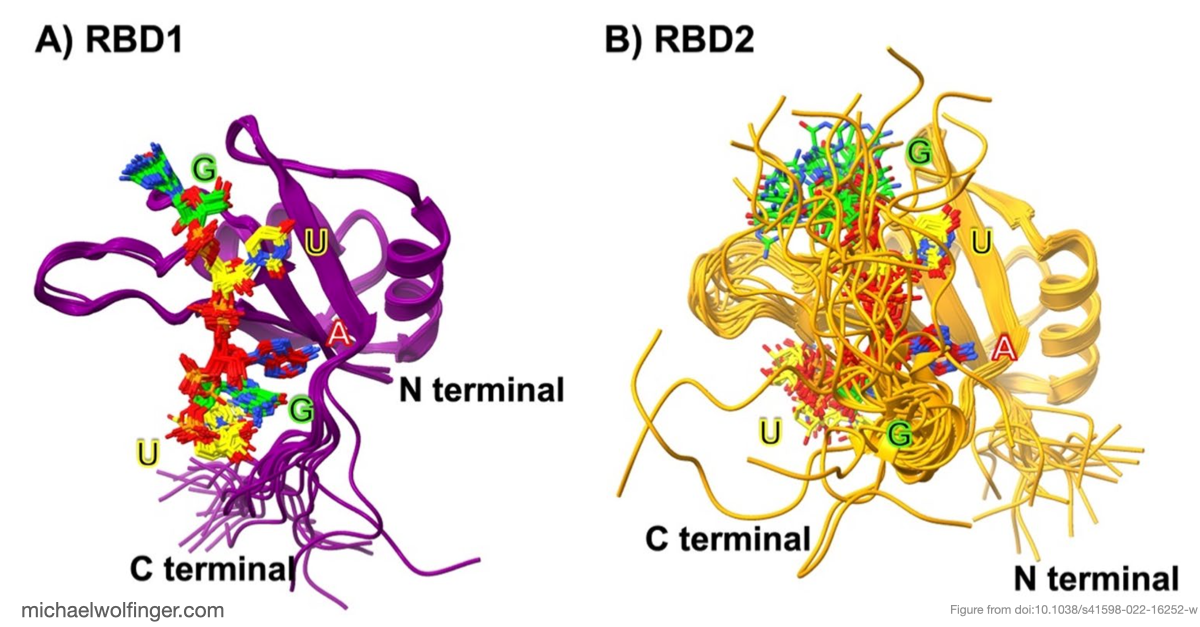 A) RBD1
B) RBD2
G
U
A
N terminal
G
U
C terminal
G
U
A
U
G
C terminal
N terminal
michaelwolfinger.com
Figure from doi:10.1038/s41598-022-16252-w